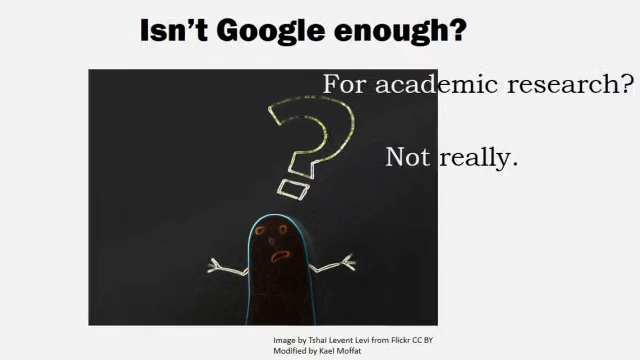 Isn't Google enough?
For academic research?
Not really.
Image by Tshai Levent Levi from Flickr CC BY
Modified by Kael Moffat